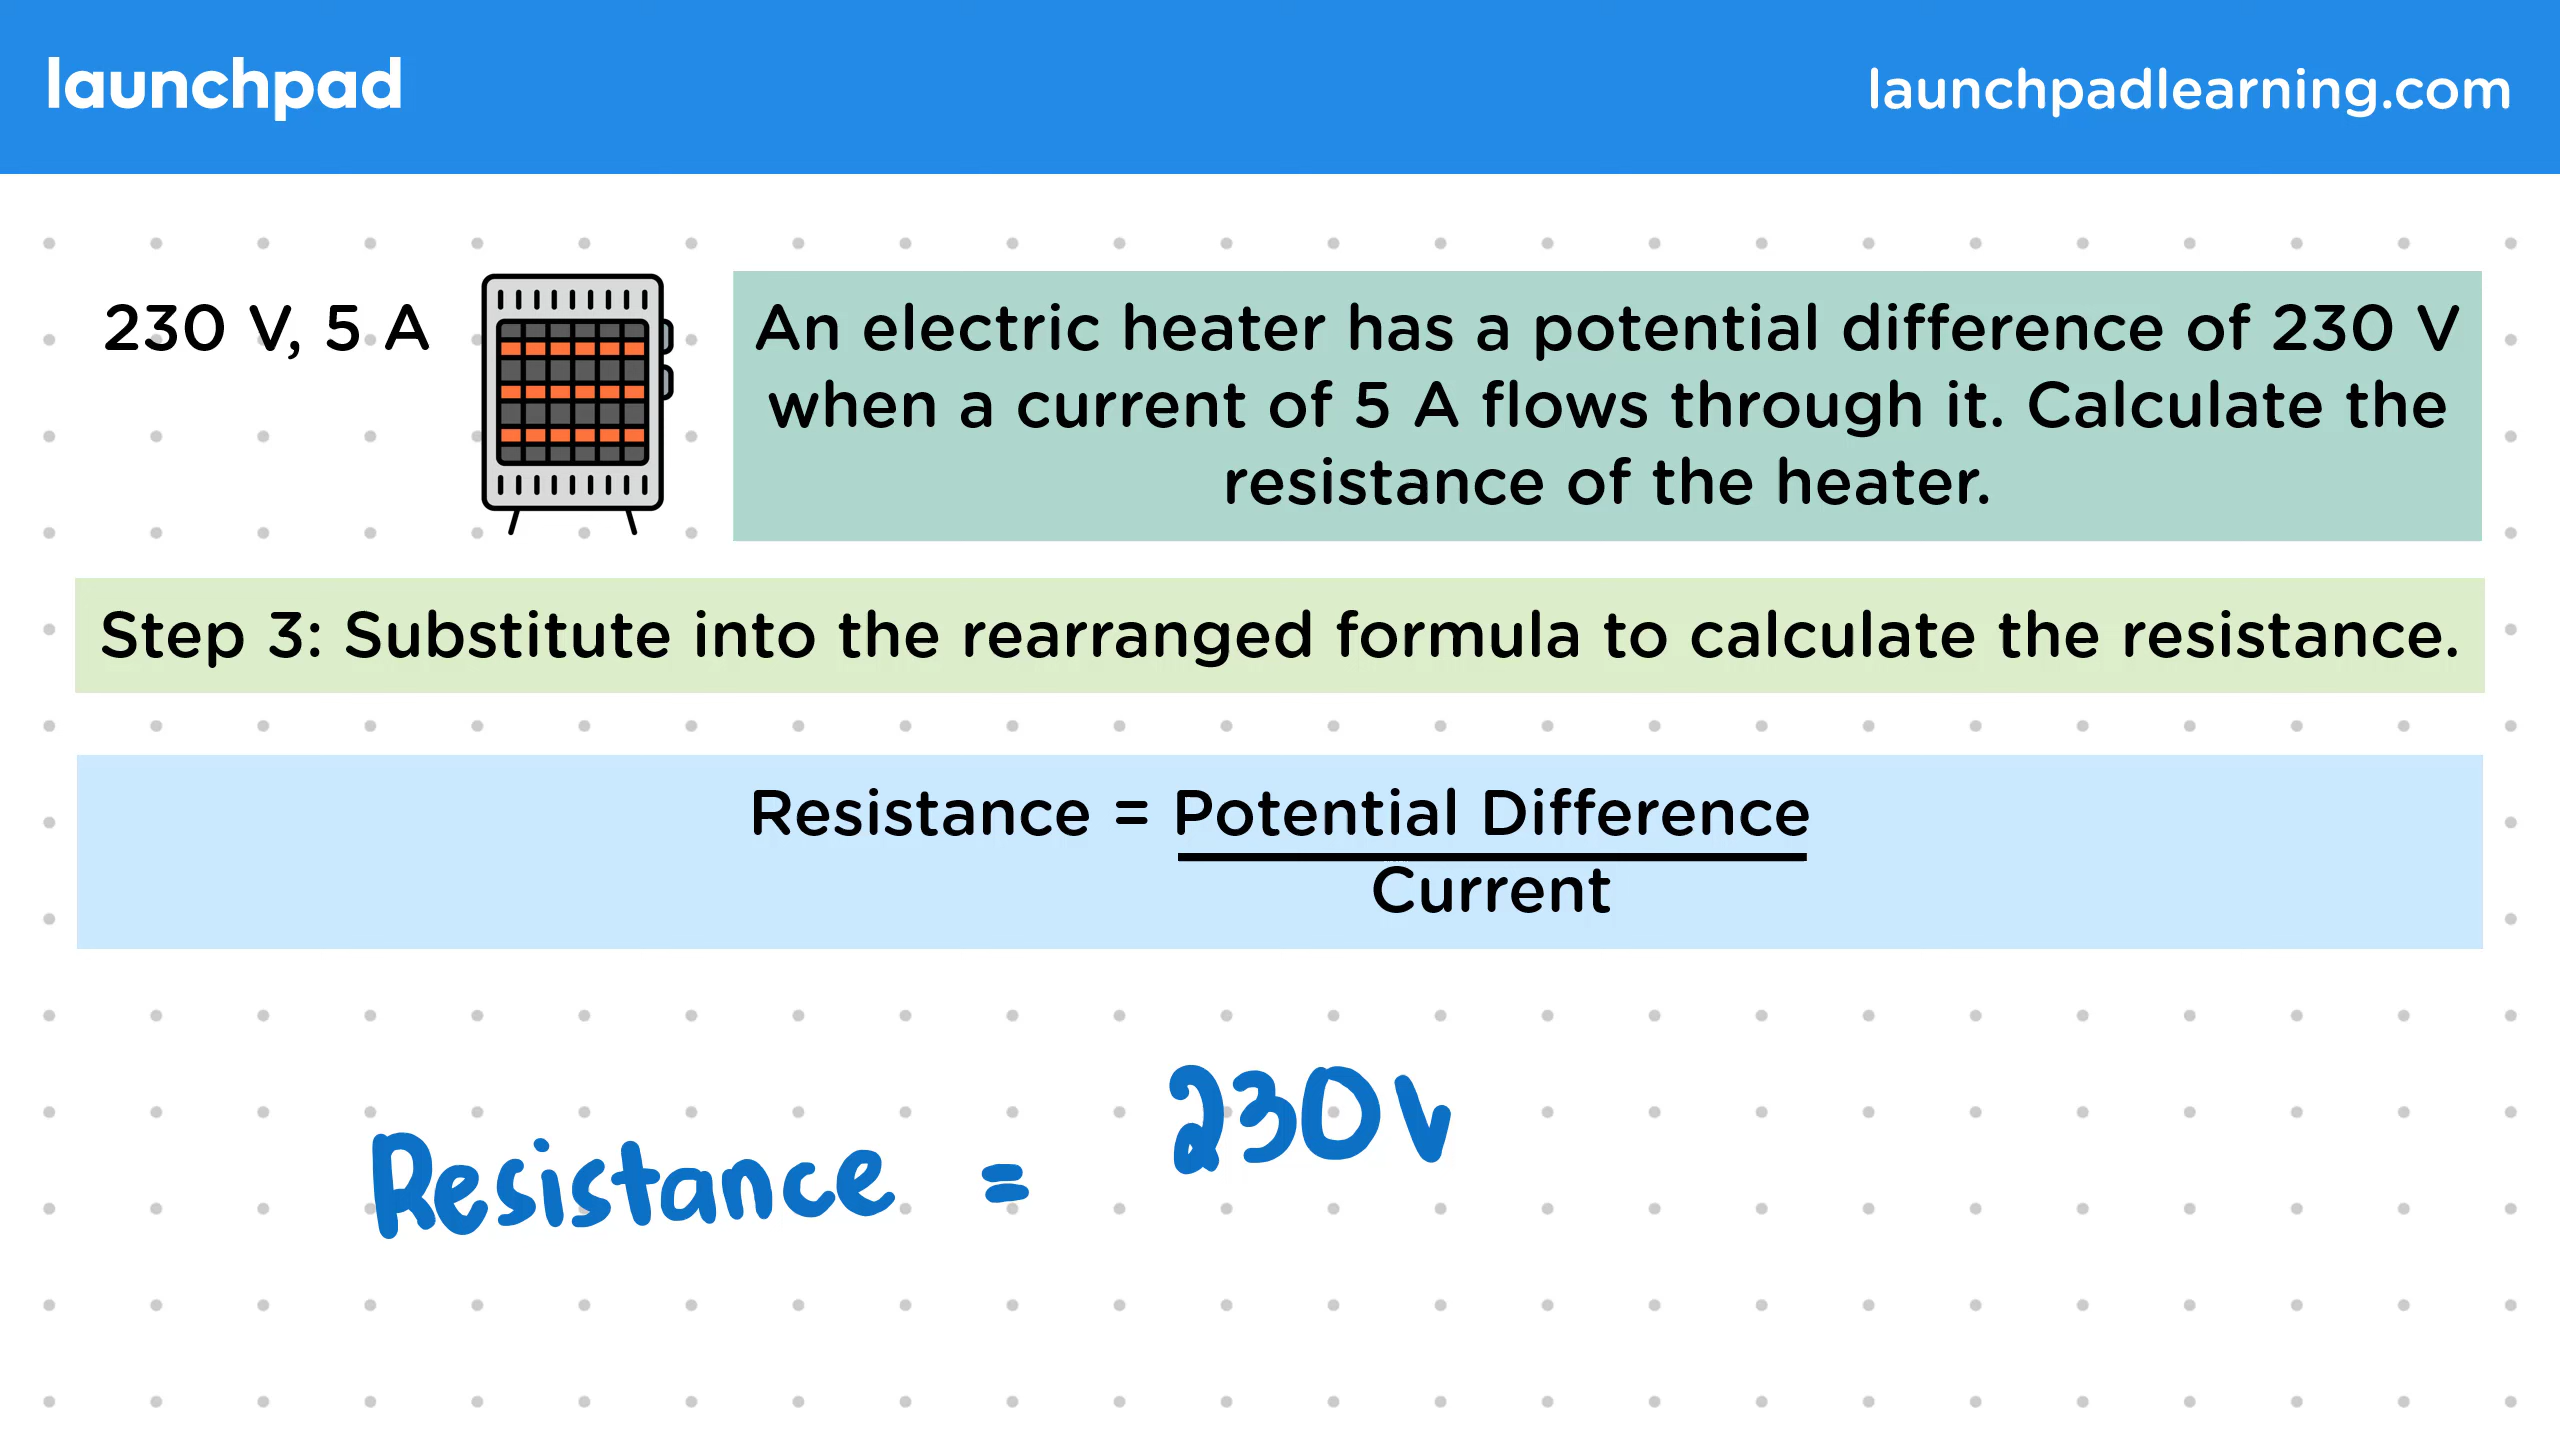 launchpad
launchpadlearning.com
230 V, 5 A
An electric heater has a potential difference of 230 V
when a current of 5 A flows through it. Calculate the
resistance of the heater.
Step 3: Substitute into the rearranged formula to calculate the resistance.
Resistance = Potential Difference
Current
Resistance = 230 V